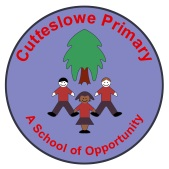 Cutteslowe Primary
A School of Opportunity